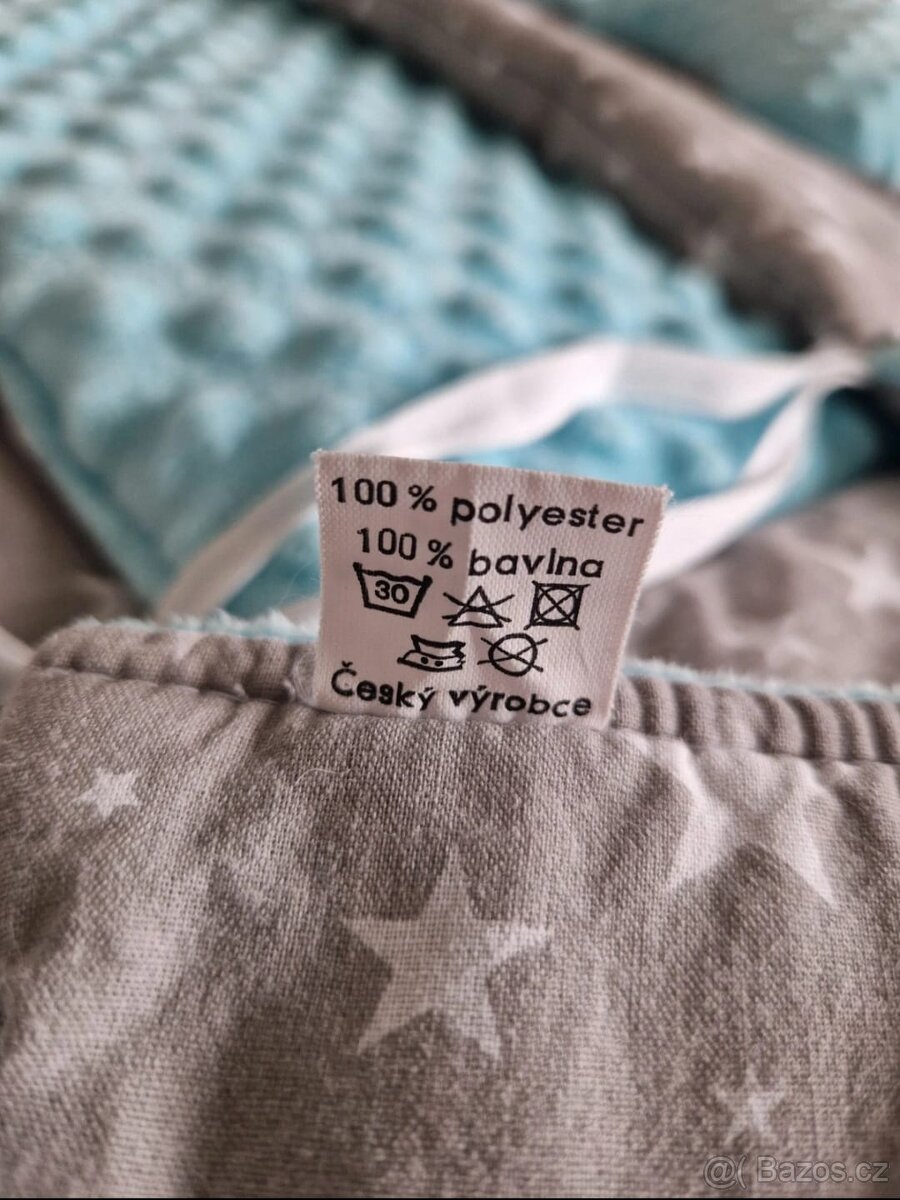 100 % polyester
100 % bavlna
30
Český výrobce
@( Bazos.cz